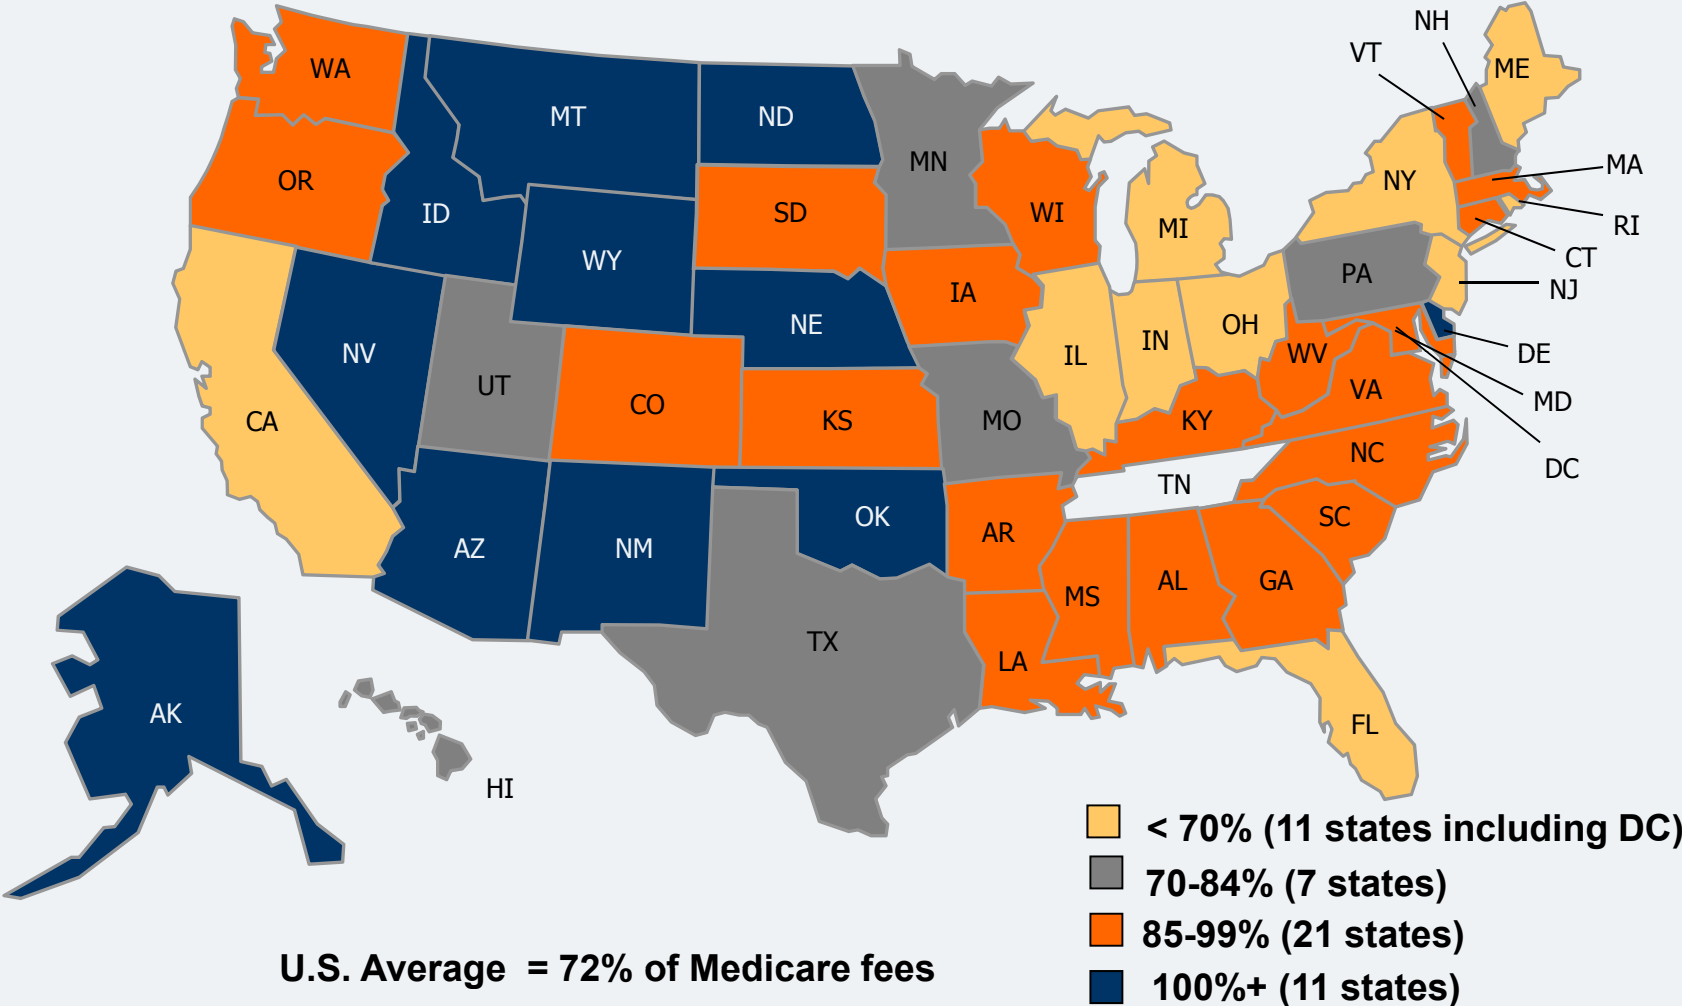 NH
VT
ME
WA
MT
ND
MN
OR
ID
SD
WI
NY
MA
MI
RI
WY
CT
PA
IA
NJ
NE
OH
NV
IL
IN
DE
WV
UT
CO
VA
MD
CA
KS
MO
KY
NC
DC
TN
OK
SC
AR
AZ
NM
AL
GA
MS
TX
LA
AK
FL
HI
< 70% (11 states including DC)
70-84% (7 states)
85-99% (21 states)
U.S. Average = 72% of Medicare fees
100%+ (11 states)